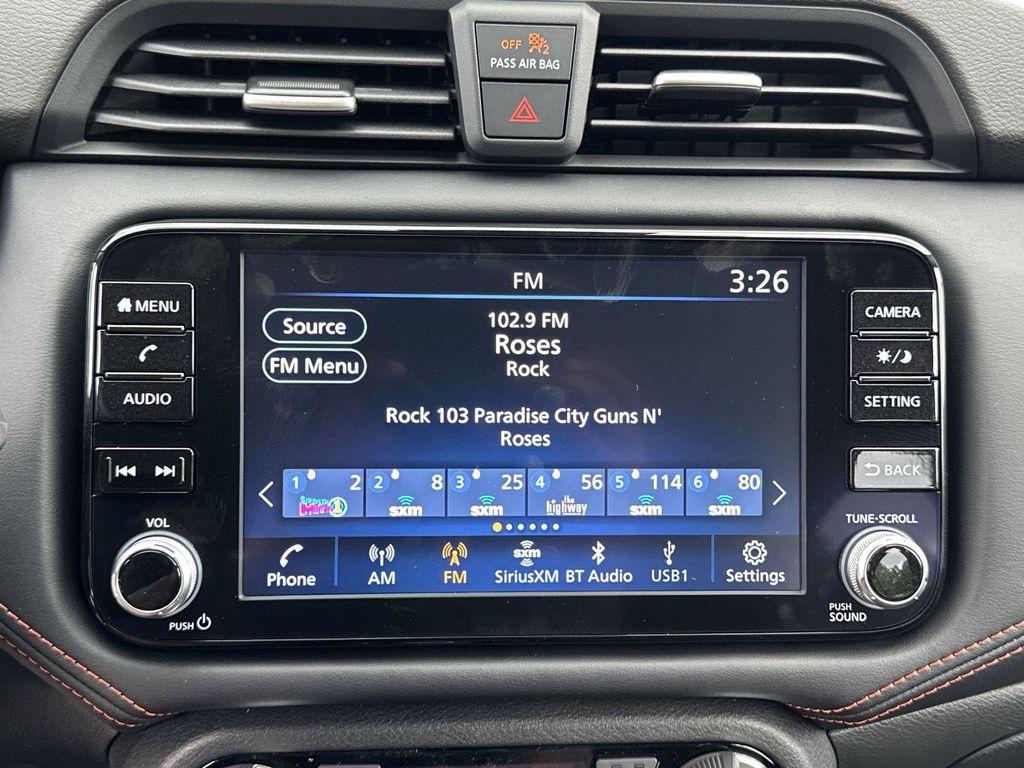 OFF 2
PASS AIR BAG
FM
3:26
MENU
AUDIO
VOL
PUSH
Source
FM Menu
102.9 FM
Roses
Rock
Rock 103 Paradise City Guns N'
Roses
1 2
2 8
3 25
4 56
5 114
6 80
sxm
sxm
the highway
sxm
sxm
Phone
AM
FM
sxm
SiriusXM
BT Audio
USB1
Settings
CAMERA
SETTING
BACK
TUNE·SCROLL
PUSH
SOUND